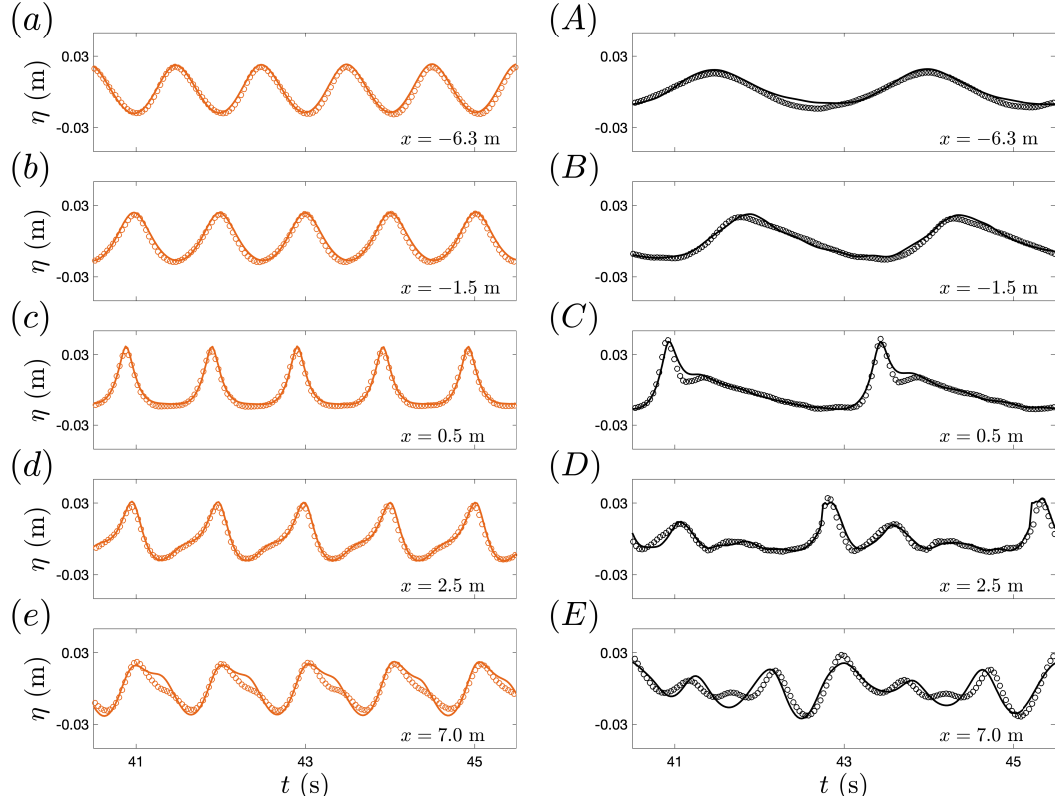 (a)
(A)
0.03
η (m)
-0.03
x = −6.3 m
0.03
-0.03
x = −6.3 m
(b)
(B)
0.03
η (m)
-0.03
x = −1.5 m
0.03
-0.03
x = −1.5 m
(c)
(C)
0.03
η (m)
-0.03
x = 0.5 m
0.03
-0.03
x = 0.5 m
(d)
(D)
0.03
η (m)
-0.03
x = 2.5 m
0.03
-0.03
x = 2.5 m
(e)
(E)
0.03
η (m)
-0.03
x = 7.0 m
0.03
-0.03
x = 7.0 m
41 43 45
41 43 45
t (s)
t (s)